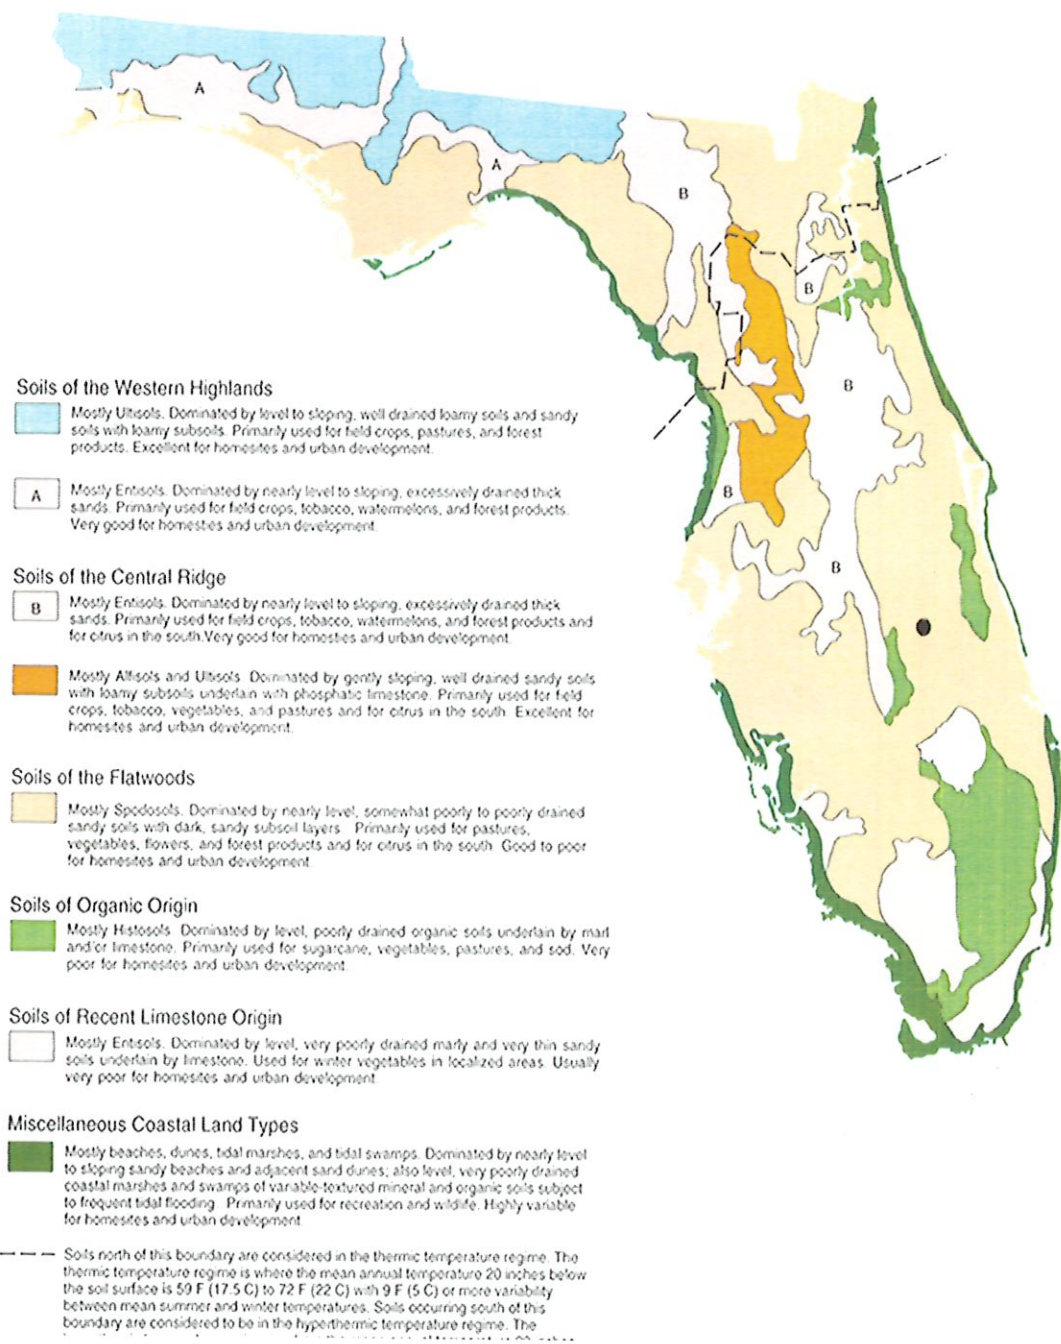 A
A
B
B
B
B
B
Soils of the Western Highlands
Mostly Ultisols. Dominated by level to sloping, well drained loamy soils and sandy
soils with loamy subsoils. Primarily used for field crops, pastures, and forest
products. Excellent for homesites and urban development.
A
Mostly Entisols. Dominated by nearly level to sloping, excessively drained thick
sands. Primarily used for field crops, tobacco, watermelons, and forest products.
Very good for homesties and urban development.
Soils of the Central Ridge
B
Mostly Entisols. Dominated by nearly level to sloping, excessively drained thick
sands. Primarily used for field crops, tobacco, watermelons, and forest products and
for citrus in the south.Very good for homesties and urban development.
Mostly Alfisols and Ultisols. Dominated by gently sloping, well drained sandy soils
with loamy subsoils underlain with phosphatic limestone. Primarily used for field
crops, tobacco, vegetables, and pastures and for citrus in the south. Excellent for
homesites and urban development.
Soils of the Flatwoods
Mostly Spodosols. Dominated by nearly level, somewhat poorly to poorly drained
sandy soils with dark, sandy subsoil layers. Primarily used for pastures,
vegetables, flowers, and forest products and for citrus in the south. Good to poor
for homesites and urban development.
Soils of Organic Origin
Mostly Histosols. Dominated by level, poorly drained organic soils underlain by marl
and/or limestone. Primarily used for sugarcane, vegetables, pastures, and sod. Very
poor for homesites and urban development.
Soils of Recent Limestone Origin
Mostly Entisols. Dominated by level, very poorly drained marly and very thin sandy
soils underlain by limestone. Used for winter vegetables in localized areas. Usually
very poor for homesites and urban development.
Miscellaneous Coastal Land Types
Mostly beaches, dunes, tidal marshes, and tidal swamps. Dominated by nearly level
to sloping sandy beaches and adjacent sand dunes; also level, very poorly drained
coastal marshes and swamps of variable-textured mineral and organic soils subject
to frequent tidal flooding. Primarily used for recreation and wildlife. Highly variable
for homesites and urban development.
Soils north of this boundary are considered in the thermic temperature regime. The
thermic temperature regime is where the mean annual temperature 20 inches below
the soil surface is 59 F (17.5 C) to 72 F (22 C) with 9 F (5 C) or more variability
between mean summer and winter temperatures. Soils occurring south of this
boundary are considered to be in the hyperthermic temperature regime. The